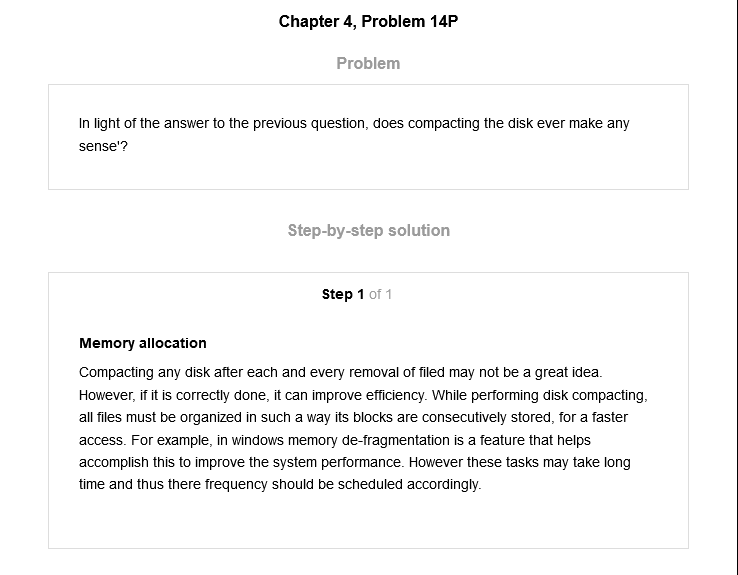 Chapter 4, Problem 14P
Problem
In light of the answer to the previous question, does compacting the disk ever make any
sense'?
Step-by-step solution
Step 1 of 1
Memory allocation
Compacting any disk after each and every removal of filed may not be a great idea.
However, if it is correctly done, it can improve efficiency. While performing disk compacting,
all files must be organized in such a way its blocks are consecutively stored, for a faster
access. For example, in windows memory de-fragmentation is a feature that helps
accomplish this to improve the system performance. However these tasks may take long
time and thus there frequency should be scheduled accordingly.